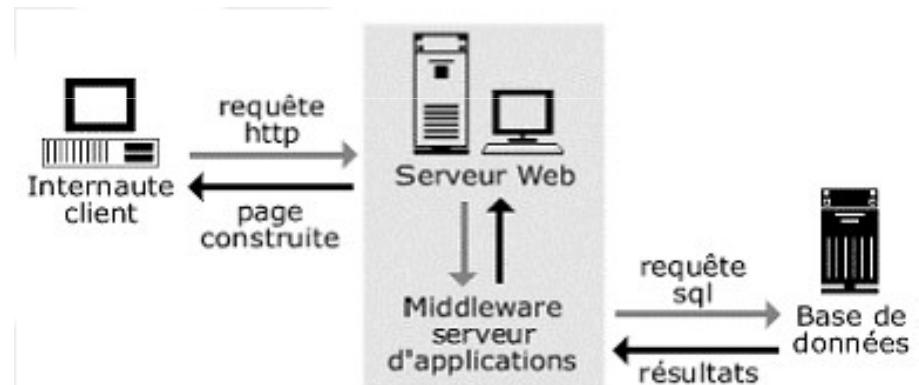 requête
http
Internaute
client
page
construite
Serveur Web
Middleware
serveur
d"applications
requête
sql
résultats
Base de
données